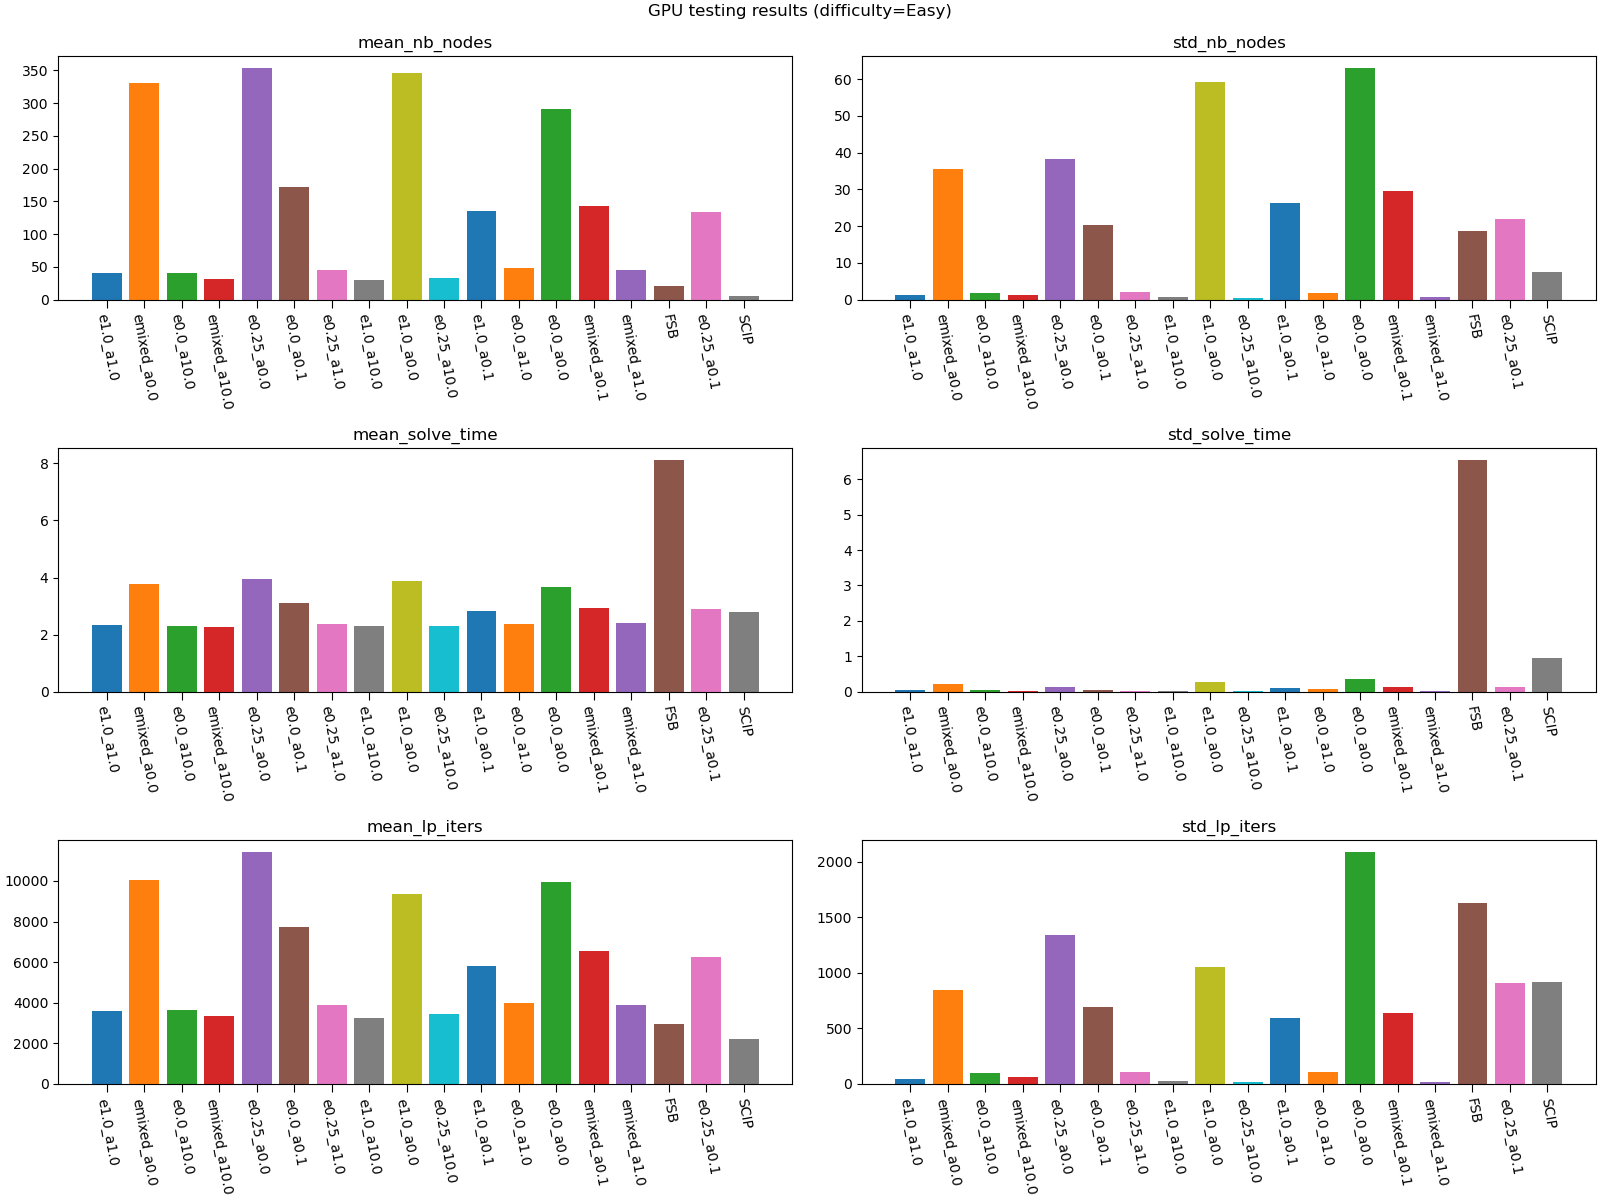 GPU testing results (difficulty=Easy)
mean_nb_nodes
350
300
250
200
150
100
50
0
e1.0_a1.0
emixed_a0.0
e0.0_a10.0
emixed_a10.0
e0.25_a0.0
e0.0_a0.1
e0.25_a1.0
e1.0_a10.0
e1.0_a0.0
e0.25_a10.0
e1.0_a0.1
e0.0_a1.0
e0.0_a0.0
emixed_a0.1
emixed_a1.0
FSB
e0.25_a0.1
SCIP
std_nb_nodes
60
50
40
30
20
10
0
e1.0_a1.0
emixed_a0.0
e0.0_a10.0
emixed_a10.0
e0.25_a0.0
e0.0_a0.1
e0.25_a1.0
e1.0_a10.0
e1.0_a0.0
e0.25_a10.0
e1.0_a0.1
e0.0_a1.0
e0.0_a0.0
emixed_a0.1
emixed_a1.0
FSB
e0.25_a0.1
SCIP
mean_solve_time
8
6
4
2
0
e1.0_a1.0
emixed_a0.0
e0.0_a10.0
emixed_a10.0
e0.25_a0.0
e0.0_a0.1
e0.25_a1.0
e1.0_a10.0
e1.0_a0.0
e0.25_a10.0
e1.0_a0.1
e0.0_a1.0
e0.0_a0.0
emixed_a0.1
emixed_a1.0
FSB
e0.25_a0.1
SCIP
std_solve_time
6
5
4
3
2
1
0
e1.0_a1.0
emixed_a0.0
e0.0_a10.0
emixed_a10.0
e0.25_a0.0
e0.0_a0.1
e0.25_a1.0
e1.0_a10.0
e1.0_a0.0
e0.25_a10.0
e1.0_a0.1
e0.0_a1.0
e0.0_a0.0
emixed_a0.1
emixed_a1.0
FSB
e0.25_a0.1
SCIP
mean_lp_iters
10000
8000
6000
4000
2000
0
e1.0_a1.0
emixed_a0.0
e0.0_a10.0
emixed_a10.0
e0.25_a0.0
e0.0_a0.1
e0.25_a1.0
e1.0_a10.0
e1.0_a0.0
e0.25_a10.0
e1.0_a0.1
e0.0_a1.0
e0.0_a0.0
emixed_a0.1
emixed_a1.0
FSB
e0.25_a0.1
SCIP
std_lp_iters
2000
1500
1000
500
0
e1.0_a1.0
emixed_a0.0
e0.0_a10.0
emixed_a10.0
e0.25_a0.0
e0.0_a0.1
e0.25_a1.0
e1.0_a10.0
e1.0_a0.0
e0.25_a10.0
e1.0_a0.1
e0.0_a1.0
e0.0_a0.0
emixed_a0.1
emixed_a1.0
FSB
e0.25_a0.1
SCIP